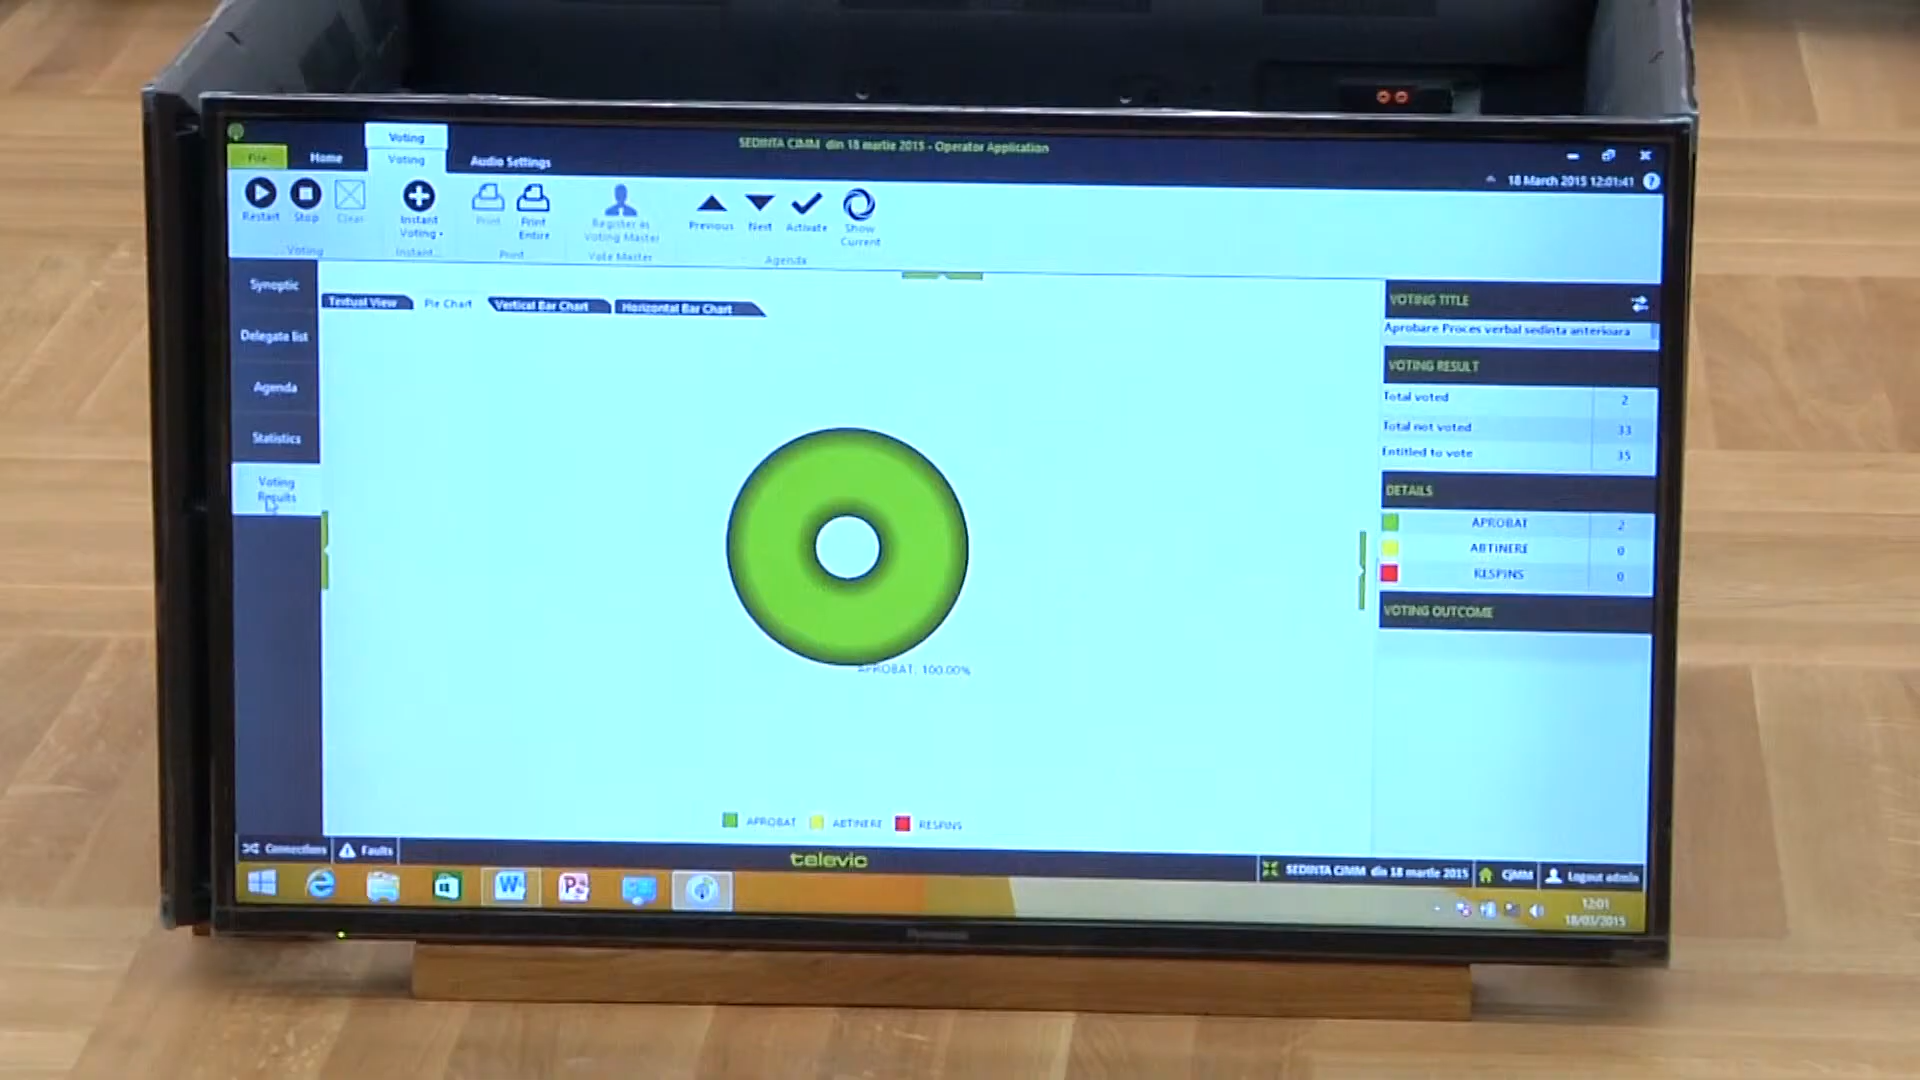 Voting
SEDINTA CJMM din 18 martie 2015 - Operator Application
File
Home
Voting
Audio Settings
18 March 2015 12:01:41
Restart
Stop
Clear
Instant Voting
Print
Print Entire
Register as Voting Master
Previous
Next
Activate
Show Current
Voting
Instant...
Print
Vote Master
Agenda
Synoptic
Delegate list
Agenda
Statistics
Voting Results
Textual View
Pie Chart
Vertical Bar Chart
Horizontal Bar Chart
APROBAT: 100.00%
APROBAT
ABTINERE
RESPINS
VOTING TITLE
Aprobare Proces verbal sedinta anterioara
VOTING RESULT
Total voted 2
Total not voted 33
Entitled to vote 35
DETAILS
APROBAT 2
ABTINERE 0
RESPINS 0
VOTING OUTCOME
Connections
Faults
televic
SEDINTA CJMM din 18 martie 2015
CJMM
Logout admin
12:01
18/03/2015